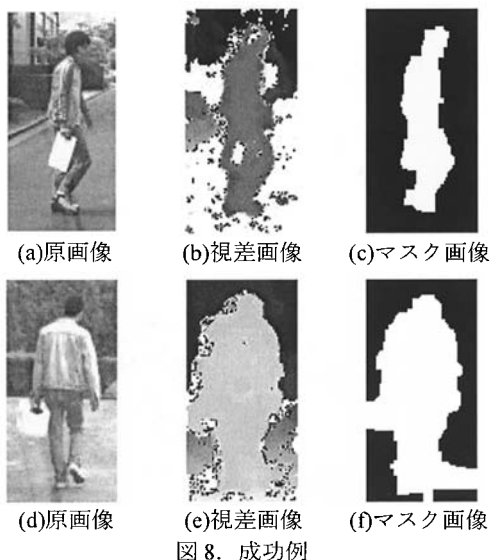 (a)原画像 (b)視差画像 (c)マスク画像
(d)原画像 (e)視差画像 (f)マスク画像
図8. 成功例